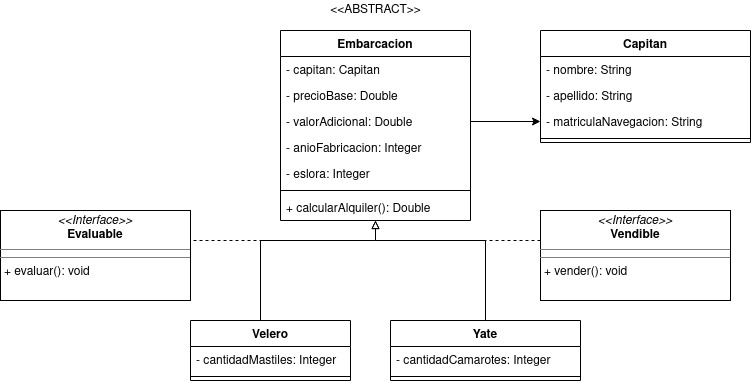 <<ABSTRACT>>
Embarcacion
- capitan: Capitan
- precioBase: Double
- valorAdicional: Double
- anioFabricacion: Integer
- eslora: Integer
+ calcularAlquiler(): Double
Capitan
- nombre: String
- apellido: String
- matriculaNavegacion: String
<<Interface>>
Evaluable
+ evaluar(): void
<<Interface>>
Vendible
+ vender(): void
Velero
- cantidadMastiles: Integer
Yate
- cantidadCamarotes: Integer